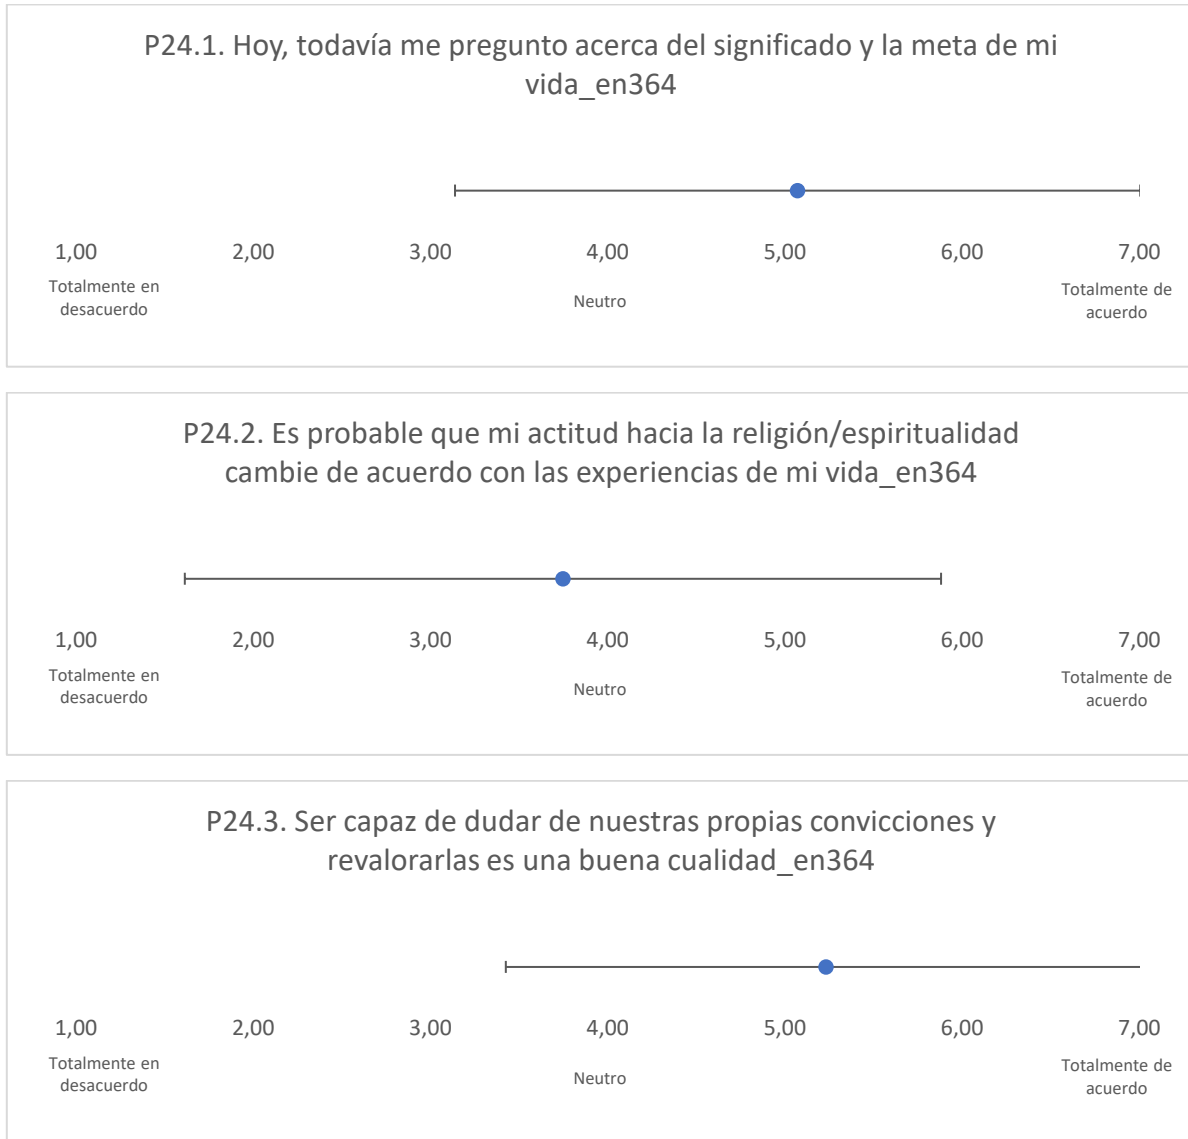 P24.1. Hoy, todavía me pregunto acerca del significado y la meta de mi
vida_en364
1,00 2,00 3,00 4,00 5,00 6,00 7,00
Totalmente en
desacuerdo
Neutro
Totalmente de
acuerdo
P24.2. Es probable que mi actitud hacia la religión/espiritualidad
cambie de acuerdo con las experiencias de mi vida_en364
1,00 2,00 3,00 4,00 5,00 6,00 7,00
Totalmente en
desacuerdo
Neutro
Totalmente de
acuerdo
P24.3. Ser capaz de dudar de nuestras propias convicciones y
revalorarlas es una buena cualidad_en364
1,00 2,00 3,00 4,00 5,00 6,00 7,00
Totalmente en
desacuerdo
Neutro
Totalmente de
acuerdo